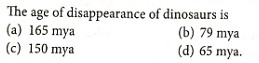 The age of disappearance of dinosaurs is
(a) 165 mya (b) 79 mya
(c) 150 mya (d) 65 mya.